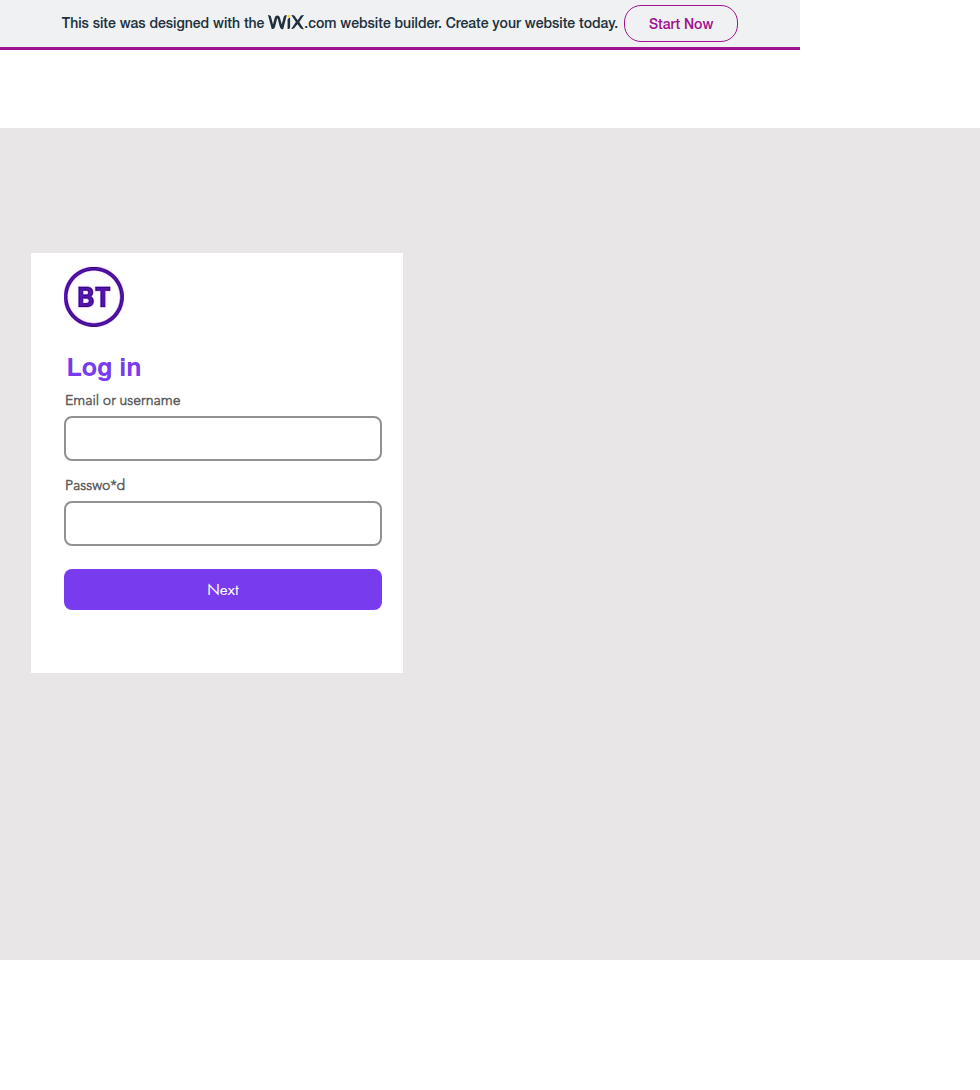 This site was designed with the WiX.com website builder. Create your website today. Start Now
BT
Log in
Email or username
Passwo*d
Next